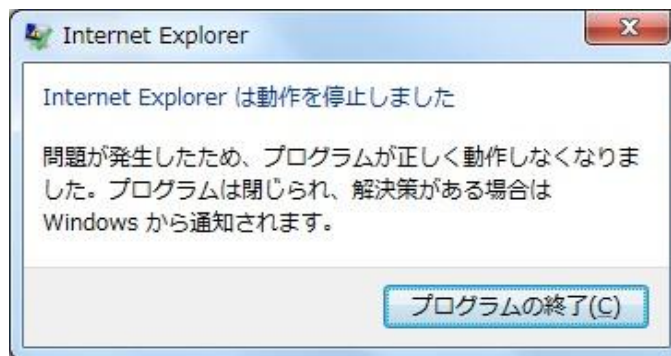 Internet Explorer
Internet Explorer は動作を停止しました
問題が発生したため、プログラムが正しく動作しなくなりま
した。プログラムは閉じられ、解決策がある場合は
Windows から通知されます。
プログラムの終了(C)